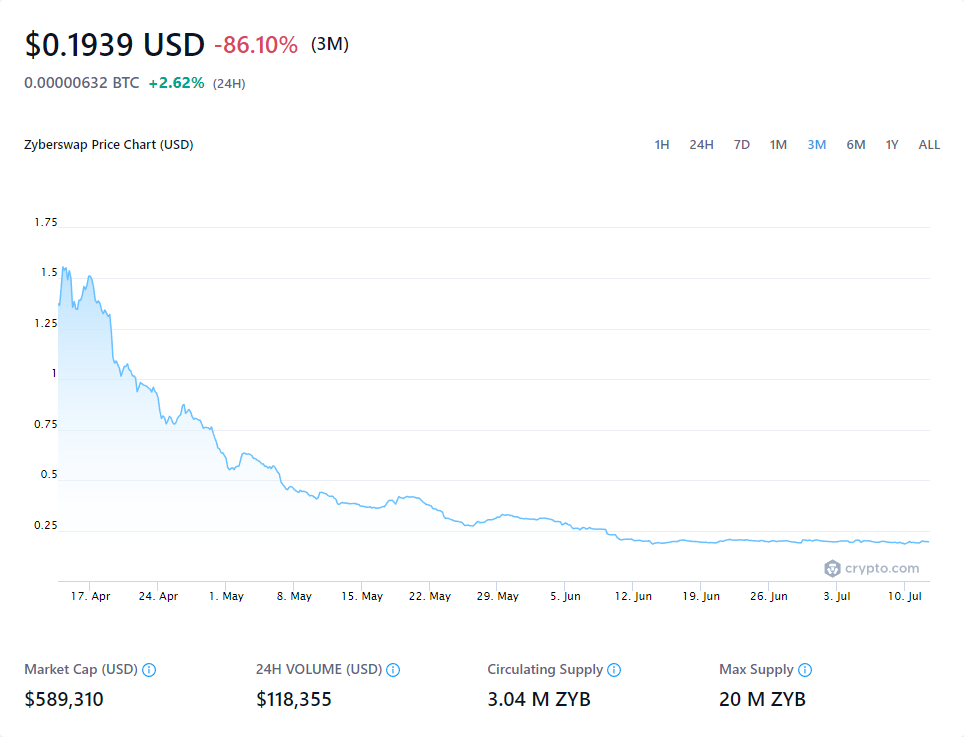 $0.1939 USD -86.10% (3M)
0.00000632 BTC +2.62% (24H)
Zyberswap Price Chart (USD) 1H 24H 7D 1M 3M 6M 1Y ALL
1.75
1.5
1.25
1
0.75
0.5
0.25
crypto.com
17. Apr 24. Apr 1. May 8. May 15. May 22. May 29. May 5. Jun 12. Jun 19. Jun 26. Jun 3. Jul 10. Jul
Market Cap (USD) 24H VOLUME (USD) Circulating Supply Max Supply
$589,310 $118,355 3.04 M ZYB 20 M ZYB